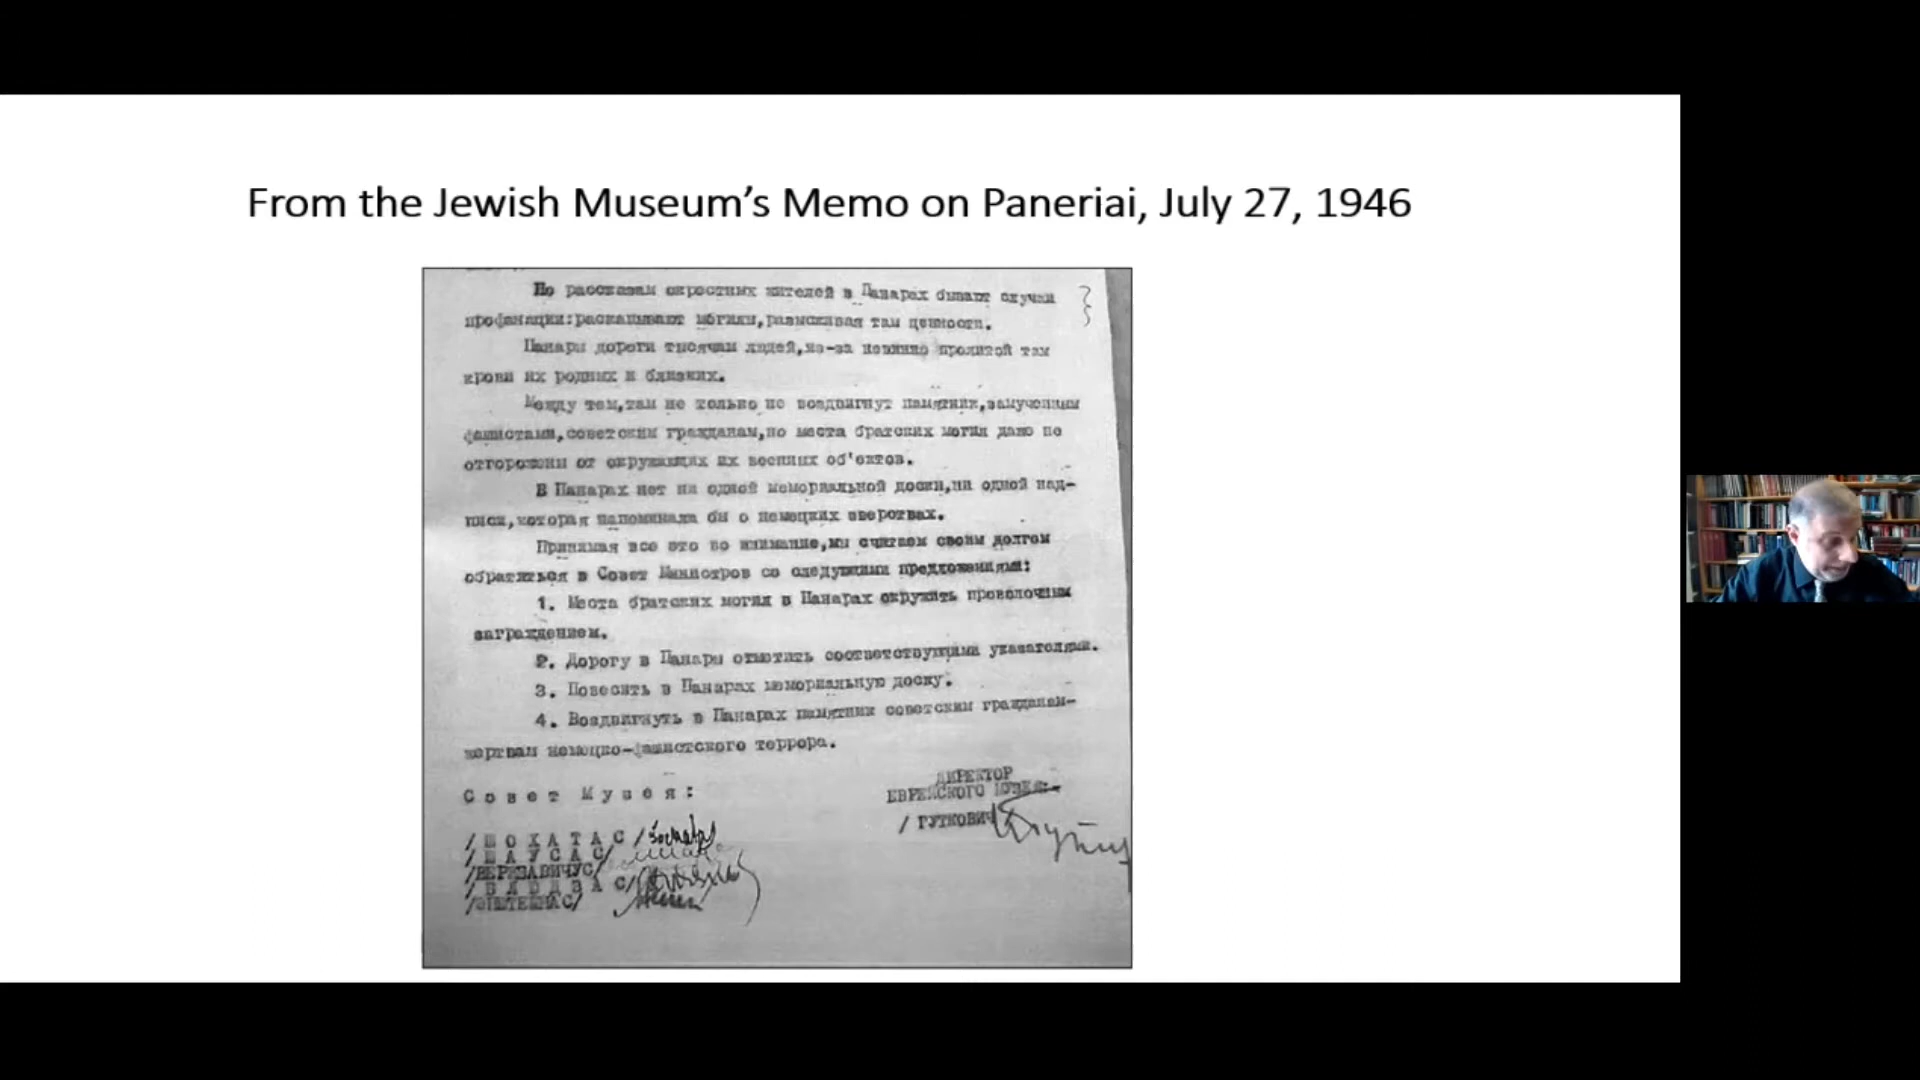 From the Jewish Museum’s Memo on Paneriai, July 27, 1946
По рассказам окрестных жителей в Панарах бывают случаи
профанации:раскапывают могилы,разыскивая там ценности.
Панары дороги тысячам людей,из-за невинно пролитой там
крови их родных и близких.
Между тем,там не только не воздвигнут памятник,замученным
фашистами,советским гражданам,но места братских могил даже не
отгорожены от окружающих их военных об'ектов.
В Панарах нет ни одной мемориальной доски,ни одной над-
писи,которая напоминала бы о немецких зверствах.
Принимая все это во внимание,мы считаем своим долгом
обратиться в Совет Министров со следующими предложениями:
1. Места братских могил в Панарах окружить проволочным
заграждением.
2. Дорогу в Панары отметить соответствующими указателями.
3. Повесить в Панарах мемориальную доску.
4. Воздвигнуть в Панарах памятник советским гражданам-
жертвам немецко-фашистского террора.
Совет Музея:
ДИРЕКТОР
ЕВРЕЙСКОГО МУЗЕЯ:-
/ ГУТКОВИЧ
/ШОХАТАС/
/ШАУСАС/
/ВЕРЗАВИЧУС/
/ЭПШТЕЙНАС/